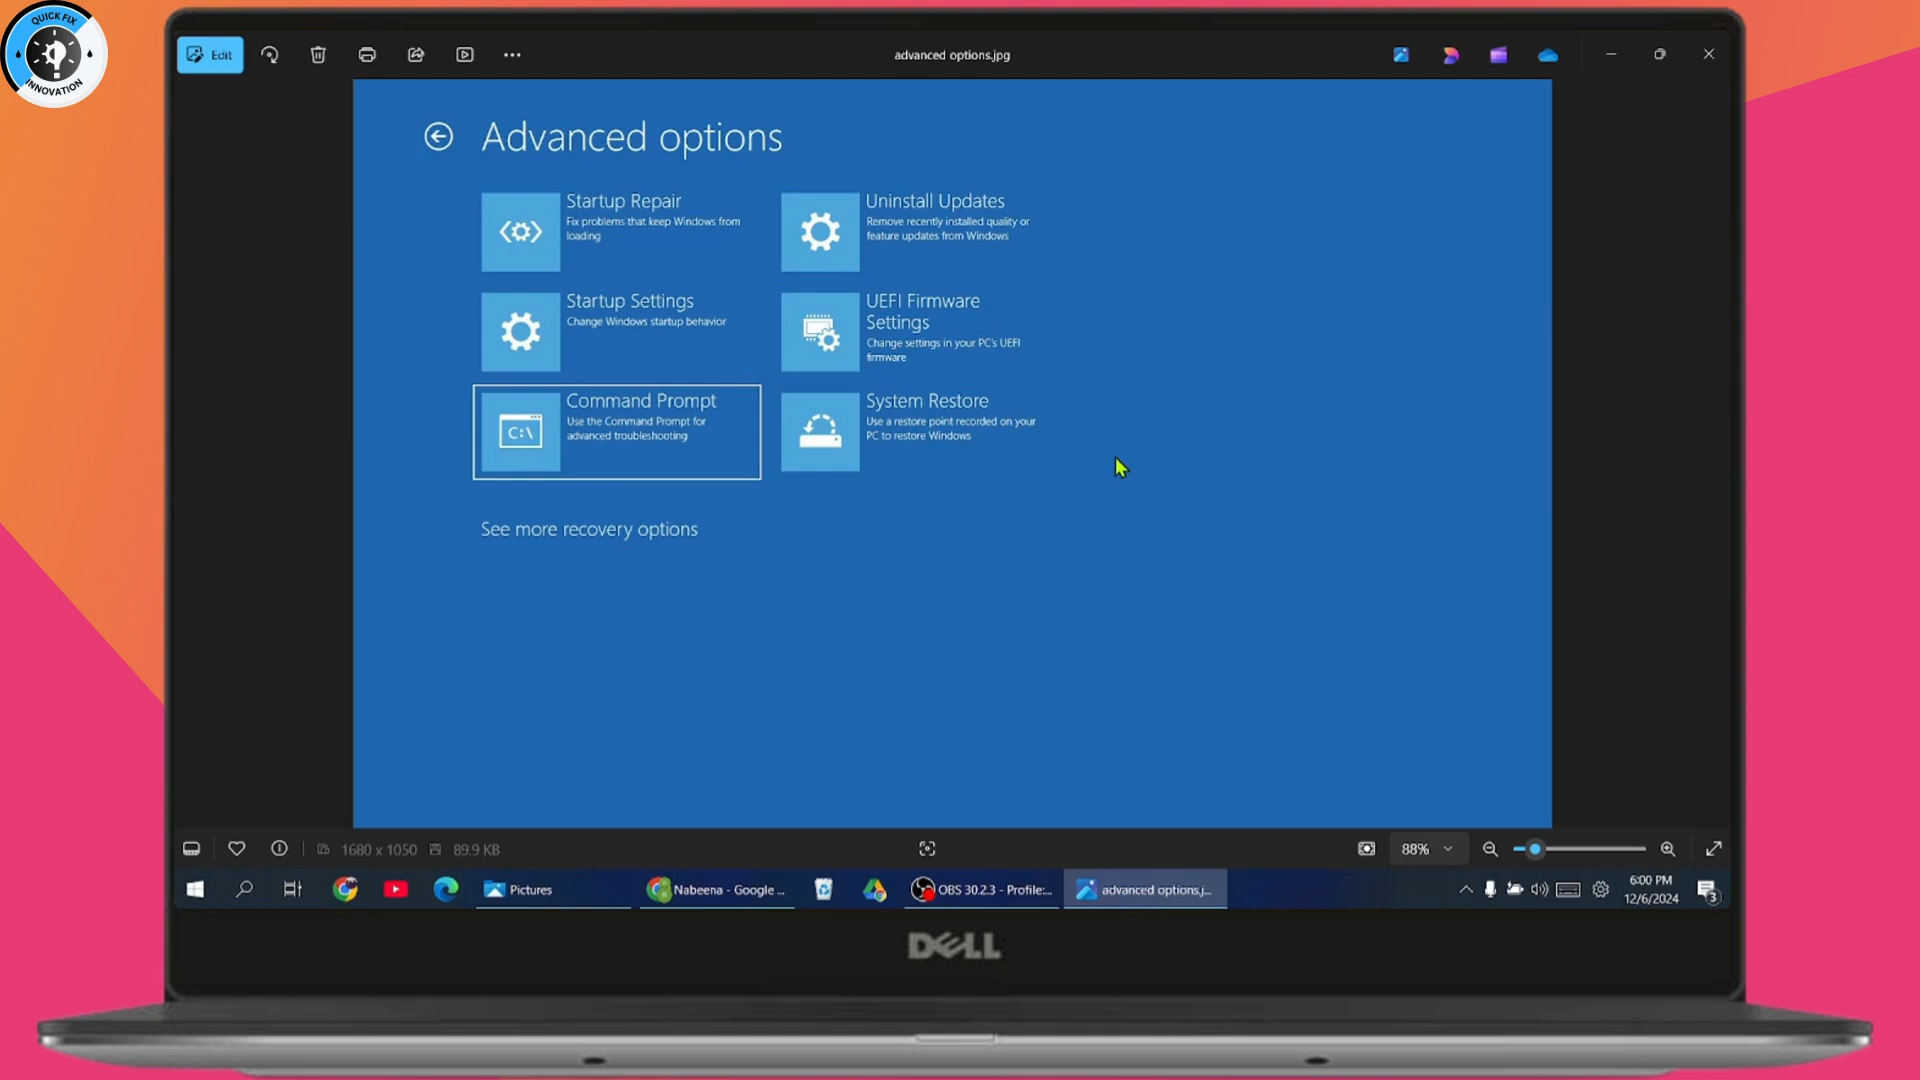 QUICK FIX
INNOVATION
Edit
advanced options.jpg
Advanced options
Startup Repair
Fix problems that keep Windows from
loading
Uninstall Updates
Remove recently installed quality or
feature updates from Windows
Startup Settings
Change Windows startup behavior
UEFI Firmware
Settings
Change settings in your PC's UEFI
firmware
C:\
Command Prompt
Use the Command Prompt for
advanced troubleshooting
System Restore
Use a restore point recorded on your
PC to restore Windows
See more recovery options
1680 x 1050
89.9 KB
88%
Pictures
Nabeena - Google ...
OBS 30.2.3 - Profile:...
advanced options.j...
6:00 PM
12/6/2024
3
DELL